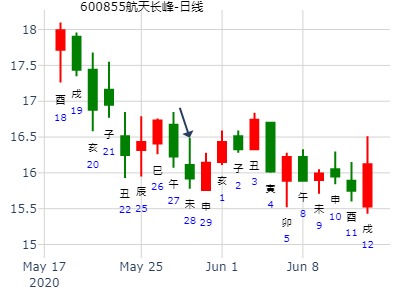 600855航天长峰-日线
18
17.5
17
16.5
16
15.5
15
酉
18
戌
19
亥
20
子
21
丑
22
辰
25
巳
26
午
27
未
28
申
29
亥
1
子
2
丑
3
寅
4
卯
5
午
8
未
9
申
10
酉
11
戌
12
May 17
2020
May 25
Jun 1
Jun 8